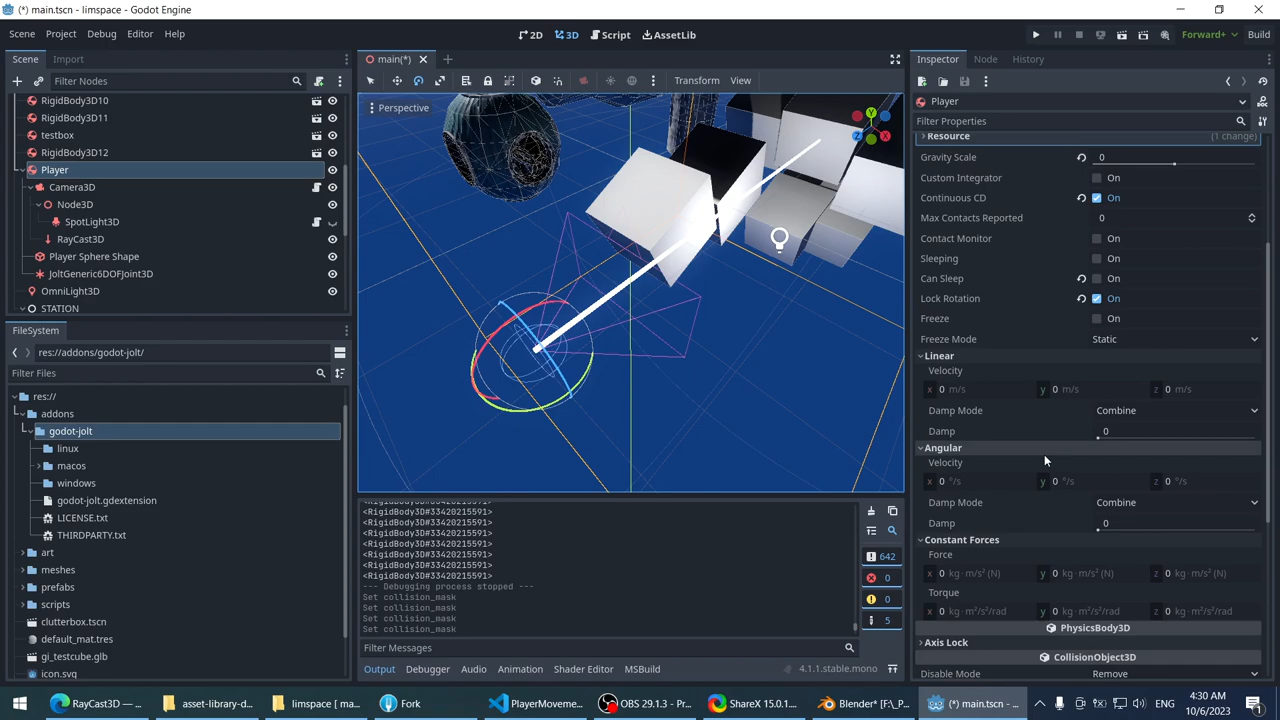 (*) main.tscn - limspace - Godot Engine
Scene Project Debug Editor Help
2D 3D Script AssetLib
Forward+ Build
Scene Import
main(*)
Inspector Node History
Filter Nodes
Transform View
Player
Filter Properties
RigidBody3D10
RigidBody3D11
testbox
RigidBody3D12
Player
Camera3D
Node3D
SpotLight3D
RayCast3D
Player Sphere Shape
JoltGeneric6DOFJoint3D
OmniLight3D
STATION
Perspective
Y
Z X
Resource (1 change)
Gravity Scale 0
Custom Integrator On
Continuous CD On
Max Contacts Reported 0
Contact Monitor On
Sleeping On
Can Sleep On
Lock Rotation On
Freeze On
Freeze Mode Static
Linear
Velocity
x 0 m/s y 0 m/s z 0 m/s
Damp Mode Combine
Damp 0
Angular
Velocity
x 0 °/s y 0 °/s z 0 °/s
Damp Mode Combine
Damp 0
Constant Forces
Force
x 0 kg·m/s² (N) y 0 kg·m/s² (N) z 0 kg·m/s² (N)
Torque
x 0 kg·m²/s²/rad y 0 kg·m²/s²/rad z 0 kg·m²/s²/rad
PhysicsBody3D
Axis Lock
CollisionObject3D
Disable Mode Remove
FileSystem
res://addons/godot-jolt/
Filter Files
res://
addons
godot-jolt
linux
macos
windows
godot-jolt.gdextension
LICENSE.txt
THIRDPARTY.txt
art
meshes
prefabs
scripts
clutterbox.tscn
default_mat.tres
gi_testcube.glb
icon.svg
<RigidBody3D#33420215591>
<RigidBody3D#33420215591>
<RigidBody3D#33420215591>
<RigidBody3D#33420215591>
<RigidBody3D#33420215591>
<RigidBody3D#33420215591>
<RigidBody3D#33420215591>
<RigidBody3D#33420215591>
--- Debugging process stopped ---
Set collision_mask
Set collision_mask
Set collision_mask
Set collision_mask
642
0
0
5
Filter Messages
Output Debugger Audio Animation Shader Editor MSBuild
4.1.1.stable.mono
RayCast3D — ...
asset-library-d...
limspace [ ma...
Fork
PlayerMoveme...
OBS 29.1.3 - Pr...
ShareX 15.0.1...
Blender* [F:\_P...
(*) main.tscn - ...
ENG
4:30 AM
10/6/2023
1